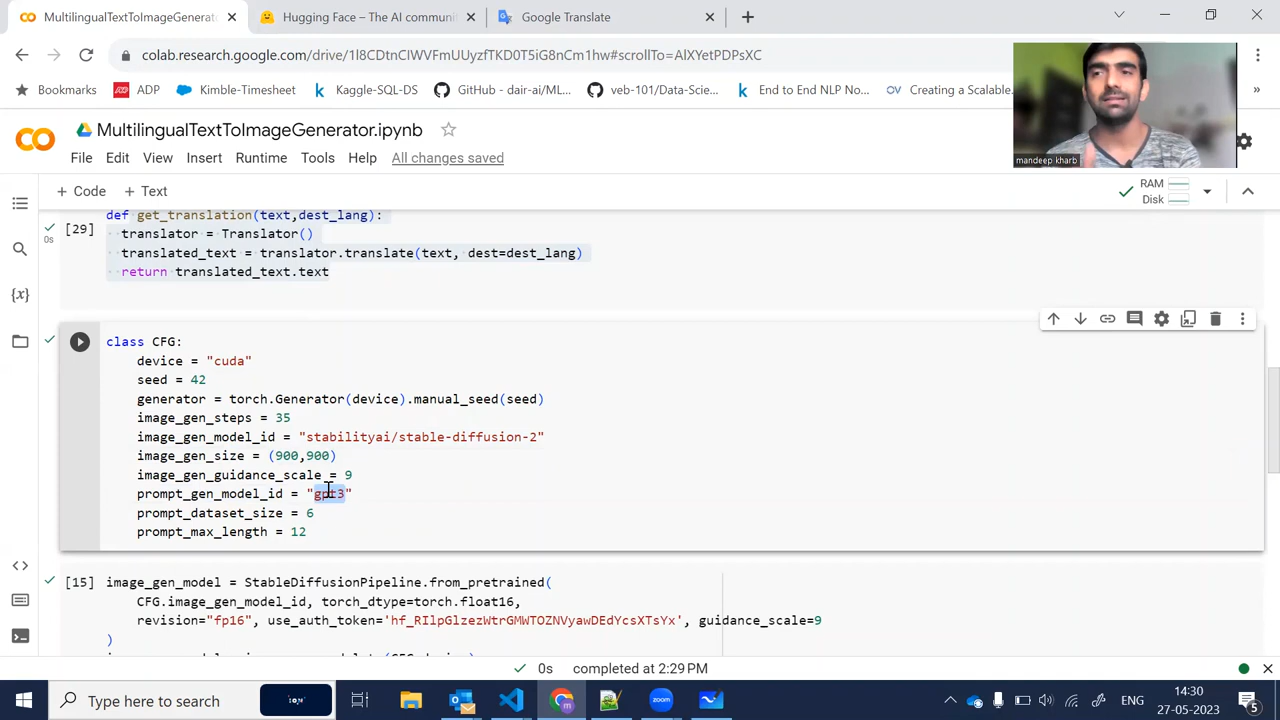 MultilingualTextToImageGenerator
Hugging Face – The AI communi
Google Translate
colab.research.google.com/drive/1l8CDtnCIWVFmUUyzfTKD0T5iG8nCm1hw#scrollTo=AlXYetPDPsXC
Bookmarks
ADP
Kimble-Timesheet
Kaggle-SQL-DS
GitHub - dair-ai/ML...
veb-101/Data-Scie...
End to End NLP No...
Creating a Scalable...
»
mandeep kharb
MultilingualTextToImageGenerator.ipynb
File Edit View Insert Runtime Tools Help All changes saved
+ Code + Text
RAM
Disk
[29]
0s
def get_translation(text,dest_lang):
translator = Translator()
translated_text = translator.translate(text, dest=dest_lang)
return translated_text.text
class CFG:
device = "cuda"
seed = 42
generator = torch.Generator(device).manual_seed(seed)
image_gen_steps = 35
image_gen_model_id = "stabilityai/stable-diffusion-2"
image_gen_size = (900,900)
image_gen_guidance_scale = 9
prompt_gen_model_id = "gpt3"
prompt_dataset_size = 6
prompt_max_length = 12
[15]
image_gen_model = StableDiffusionPipeline.from_pretrained(
CFG.image_gen_model_id, torch_dtype=torch.float16,
revision="fp16", use_auth_token='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', guidance_scale=9
)
0s completed at 2:29 PM
Type here to search
ENG
14:30
27-05-2023
5